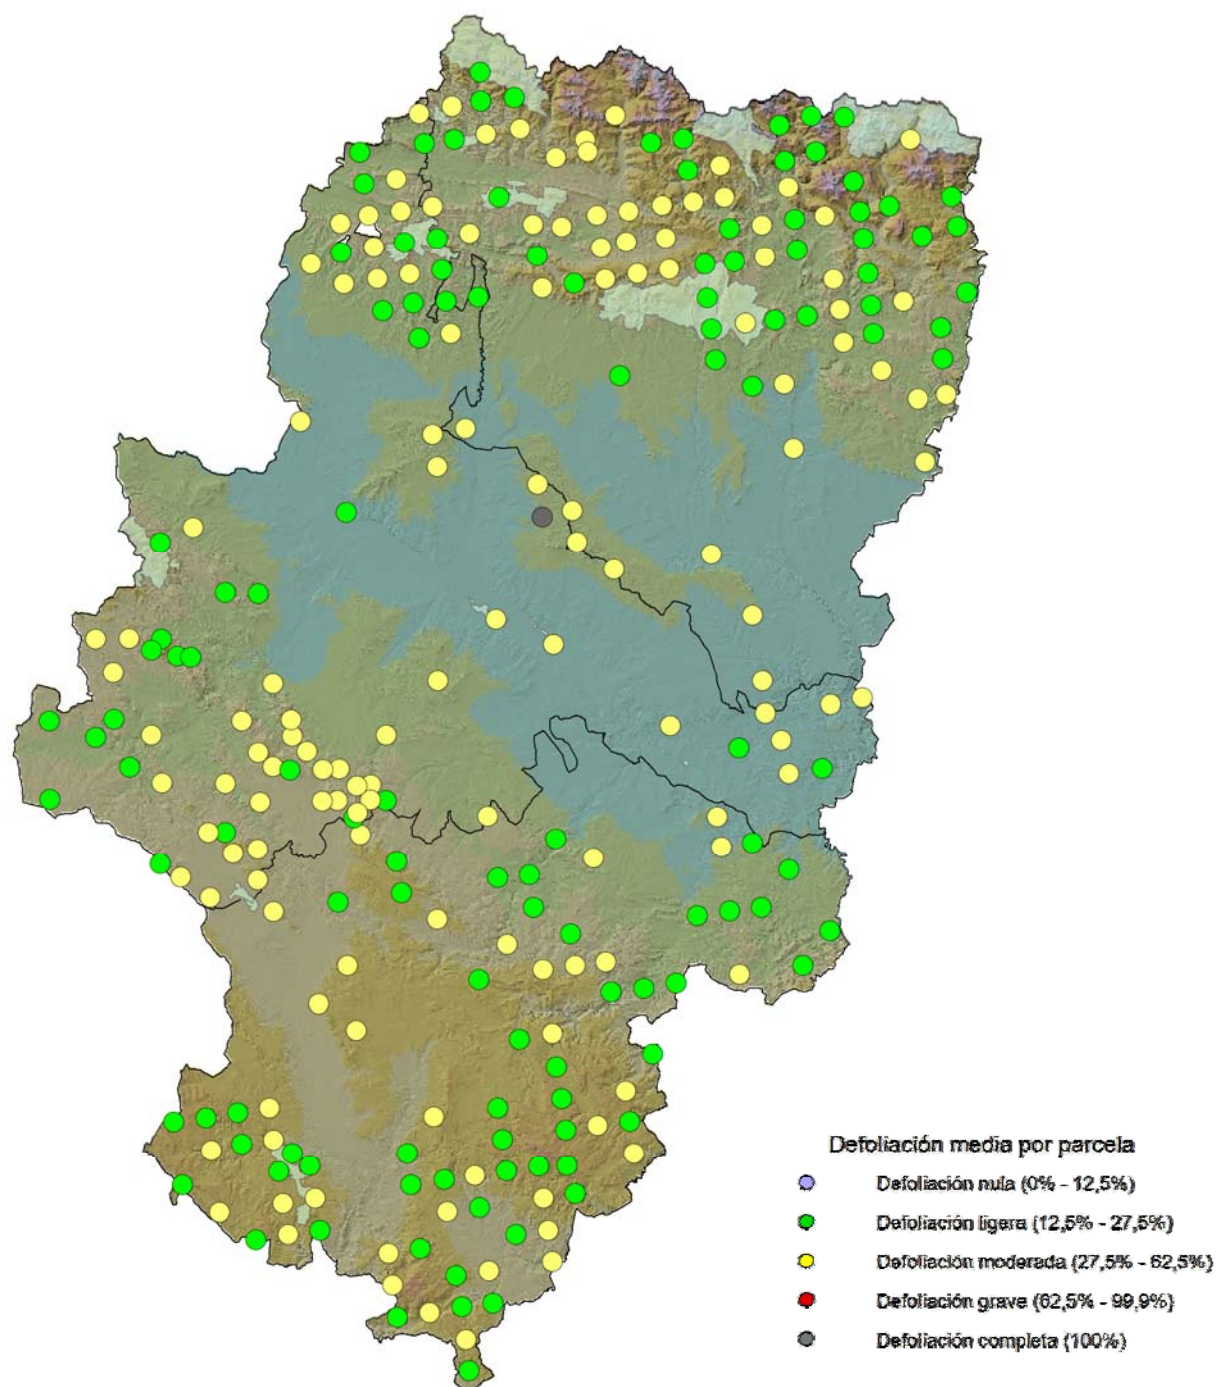 Defoliación media por parcela
Defoliación nula (0% - 12,5%)
Defoliación ligera (12,5% - 27,5%)
Defoliación moderada (27,5% - 62,5%)
Defoliación grave (62,5% - 99,9%)
Defoliación completa (100%)